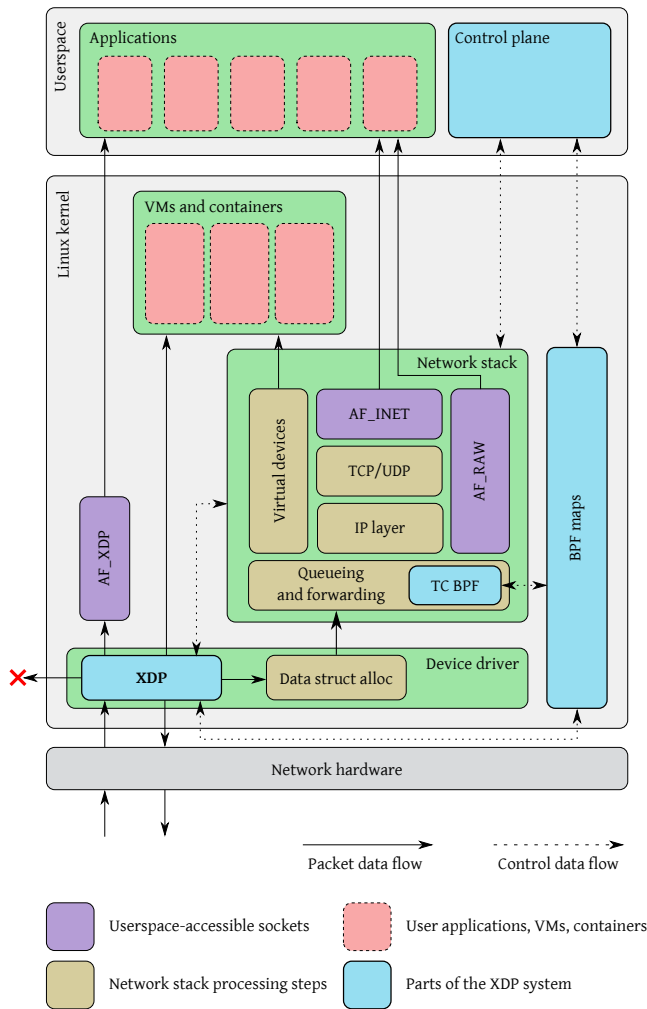 Userspace
Applications
Control plane
Linux kernel
VMs and containers
Network stack
Virtual devices
AF_INET
TCP/UDP
IP layer
AF_RAW
BPF maps
AF_XDP
Queueing
and forwarding
TC BPF
Device driver
XDP
Data struct alloc
Network hardware
Packet data flow
Control data flow
Userspace-accessible sockets
User applications, VMs, containers
Network stack processing steps
Parts of the XDP system